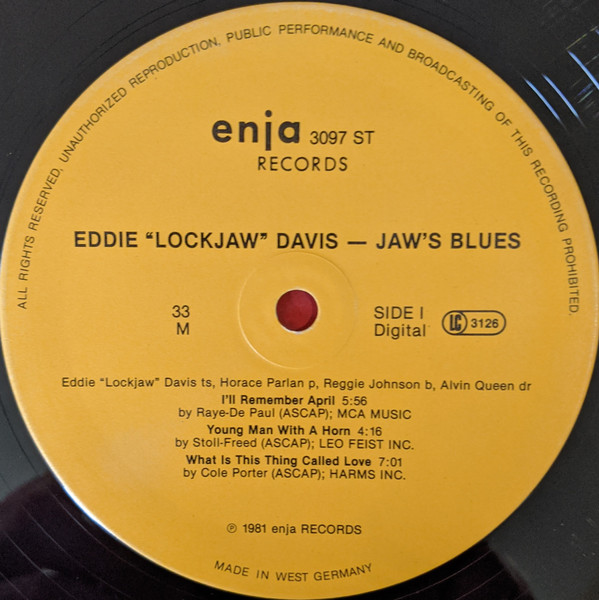 ALL RIGHTS RESERVED. UNAUTHORIZED REPRODUCTION, PUBLIC PERFORMANCE AND BROADCASTING OF THIS RECORDING PROHIBITED.
enja 3097 ST
RECORDS
EDDIE “LOCKJAW” DAVIS — JAW'S BLUES
33
M
SIDE I
Digital
LC 3126
Eddie “Lockjaw” Davis ts, Horace Parlan p, Reggie Johnson b, Alvin Queen dr
I'll Remember April 5:56
by Raye-De Paul (ASCAP); MCA MUSIC
Young Man With A Horn 4:16
by Stoll-Freed (ASCAP); LEO FEIST INC.
What Is This Thing Called Love 7:01
by Cole Porter (ASCAP); HARMS INC.
℗ 1981 enja RECORDS
MADE IN WEST GERMANY